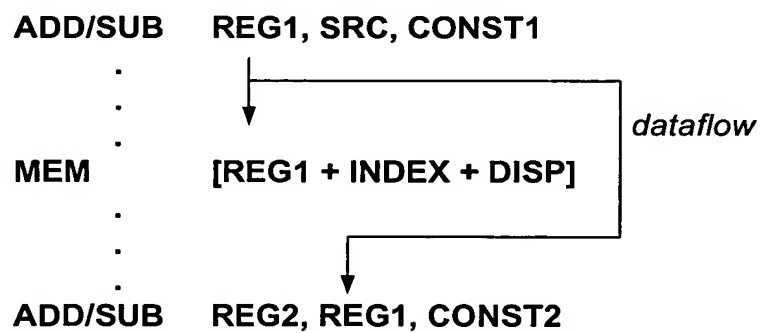 ADD/SUB REG1, SRC, CONST1
dataflow
MEM [REG1 + INDEX + DISP]
ADD/SUB REG2, REG1, CONST2